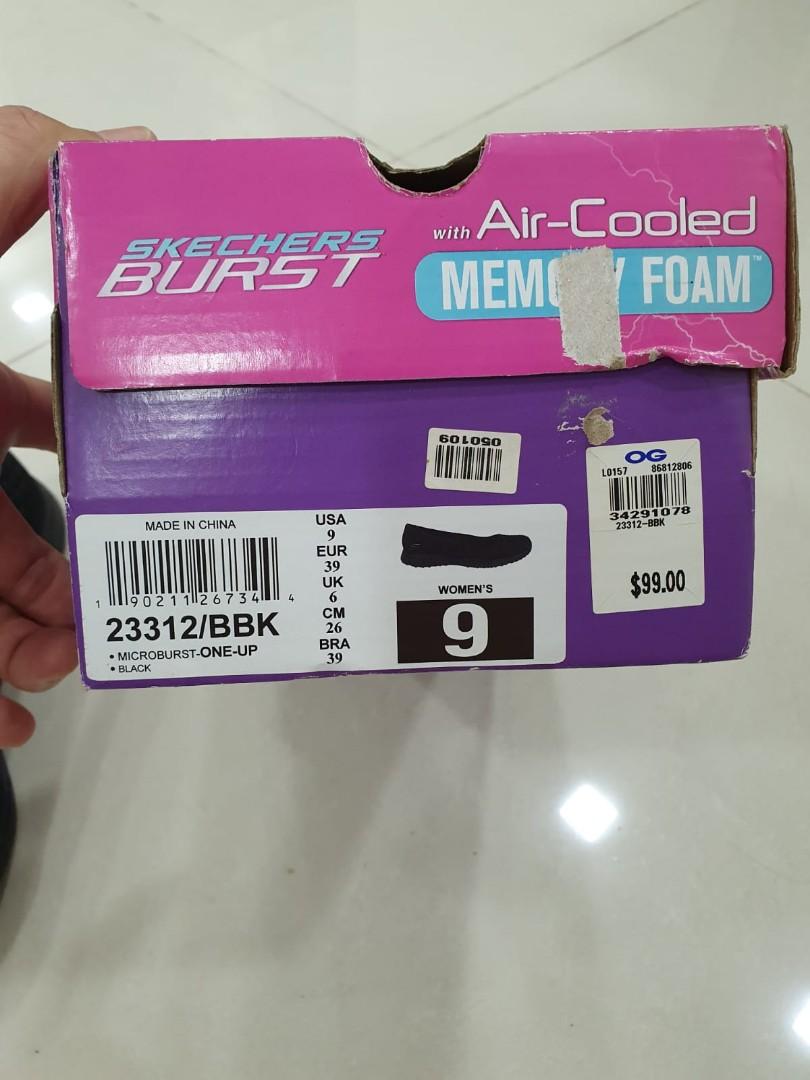 SKECHERS
BURST
with Air-Cooled
FOAM™
050109
OG
L0157 86812806
34291078
23312-BBK
$99.00
MADE IN CHINA
1 90211 26734 4
23312/BBK
• MICROBURST-ONE-UP
• BLACK
USA
9
EUR
39
UK
6
CM
26
BRA
39
WOMEN'S
9